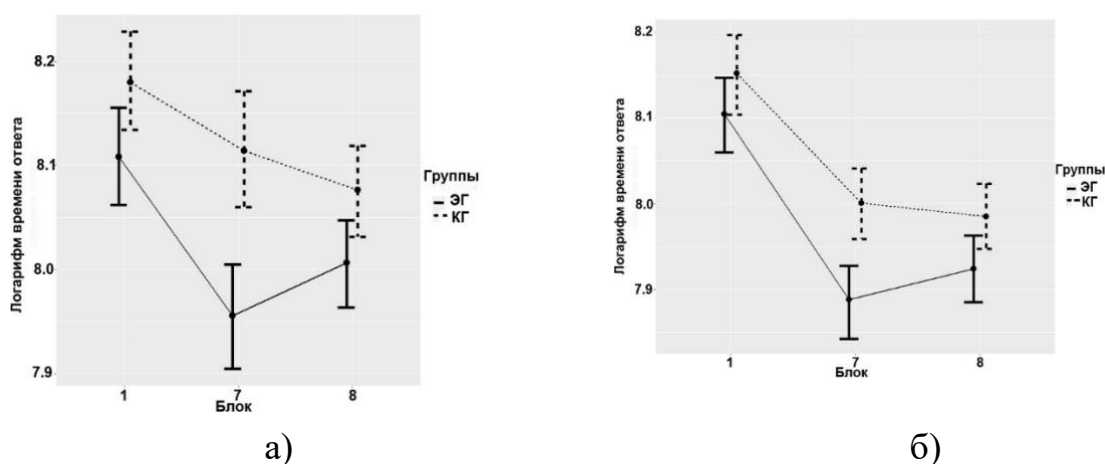 8.2
8.1
8.0
7.9
Логарифм времени ответа
1
7
8
Блок
Группы
ЭГ
КГ
а)
8.2
8.1
8.0
7.9
Логарифм времени ответа
1
7
8
Блок
Группы
ЭГ
КГ
б)